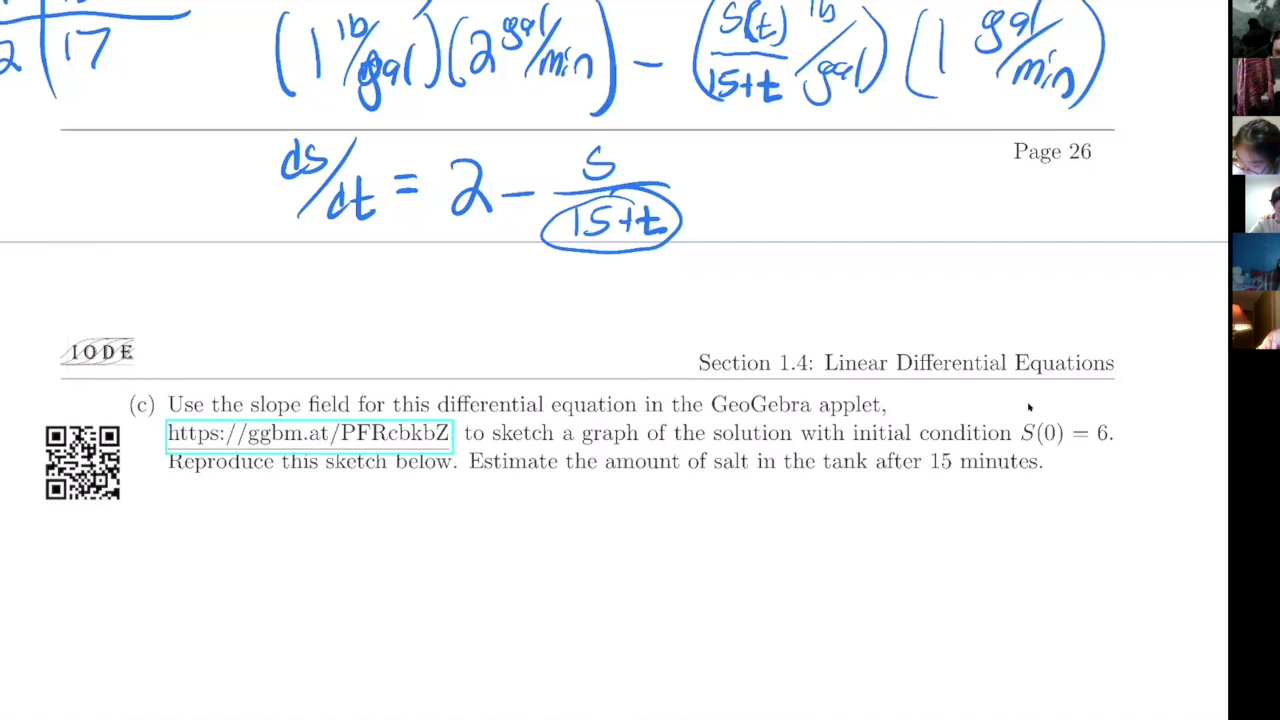 2 | 17
(1 lb/gal)(2 gal/min) – (S(t)/15+t lb/gal)(1 gal/min)
Page 26
ds/dt = 2 – S/15+t
IODE
Section 1.4: Linear Differential Equations
(c) Use the slope field for this differential equation in the GeoGebra applet,
https://ggbm.at/PFRcbkbZ to sketch a graph of the solution with initial condition S(0) = 6.
Reproduce this sketch below. Estimate the amount of salt in the tank after 15 minutes.